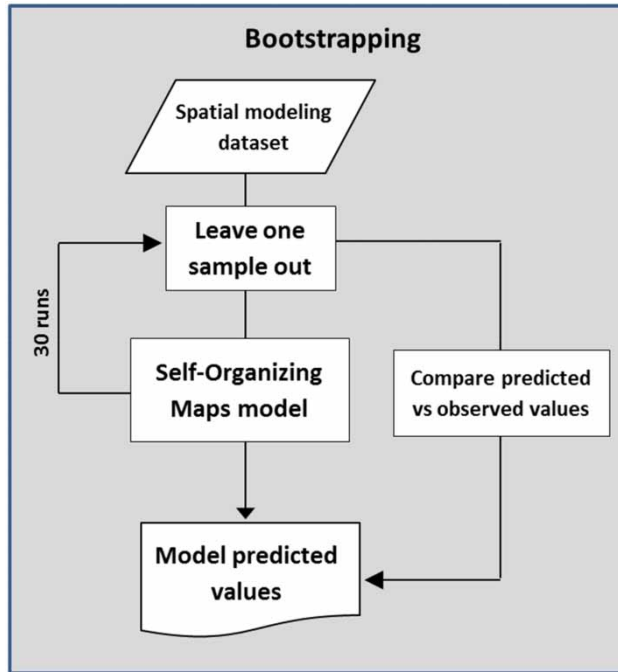 Bootstrapping
Spatial modeling
dataset
Leave one
sample out
30 runs
Self-Organizing
Maps model
Compare predicted
vs observed values
Model predicted
values